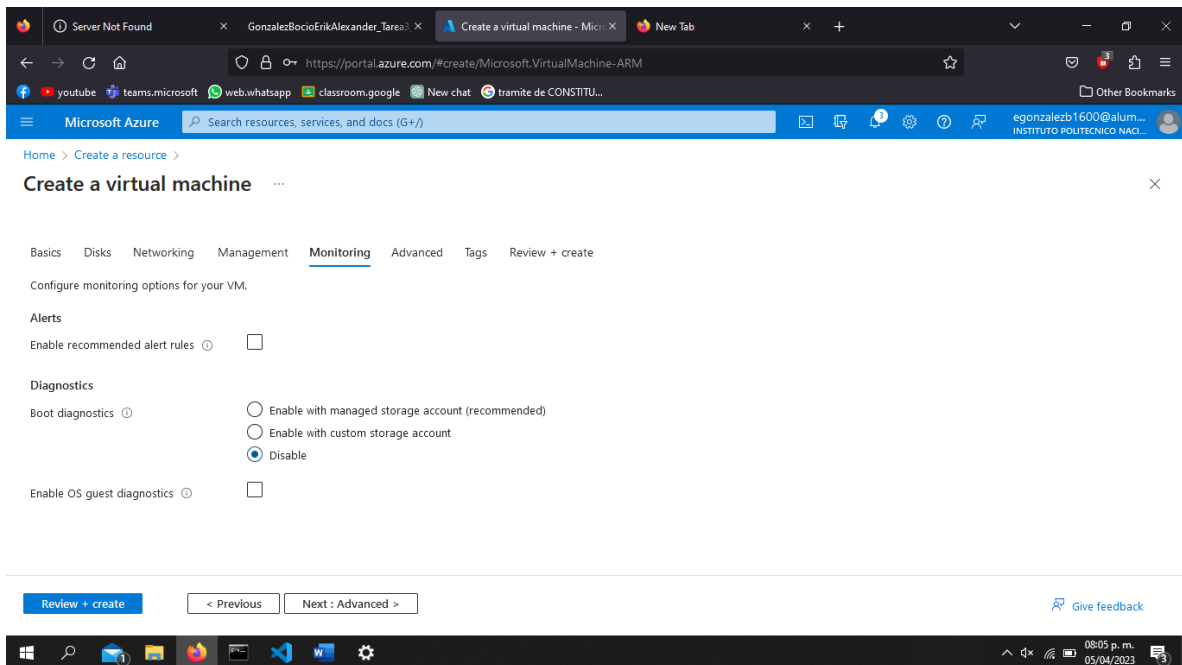 Server Not Found
GonzalezBocioErikAlexander_Tarea3
Create a virtual machine - Micro
New Tab
https://portal.azure.com/#create/Microsoft.VirtualMachine-ARM
3
youtube
teams.microsoft
web.whatsapp
classroom.google
New chat
tramite de CONSTITU...
Other Bookmarks
Microsoft Azure
Search resources, services, and docs (G+/)
3
egonzalezb1600@alum...
INSTITUTO POLITECNICO NACI...
Home > Create a resource >
Create a virtual machine ...
Basics Disks Networking Management Monitoring Advanced Tags Review + create
Configure monitoring options for your VM.
Alerts
Enable recommended alert rules
Diagnostics
Boot diagnostics
Enable with managed storage account (recommended)
Enable with custom storage account
Disable
Enable OS guest diagnostics
Review + create
< Previous
Next : Advanced >
Give feedback
1
08:05 p. m.
05/04/2023
3